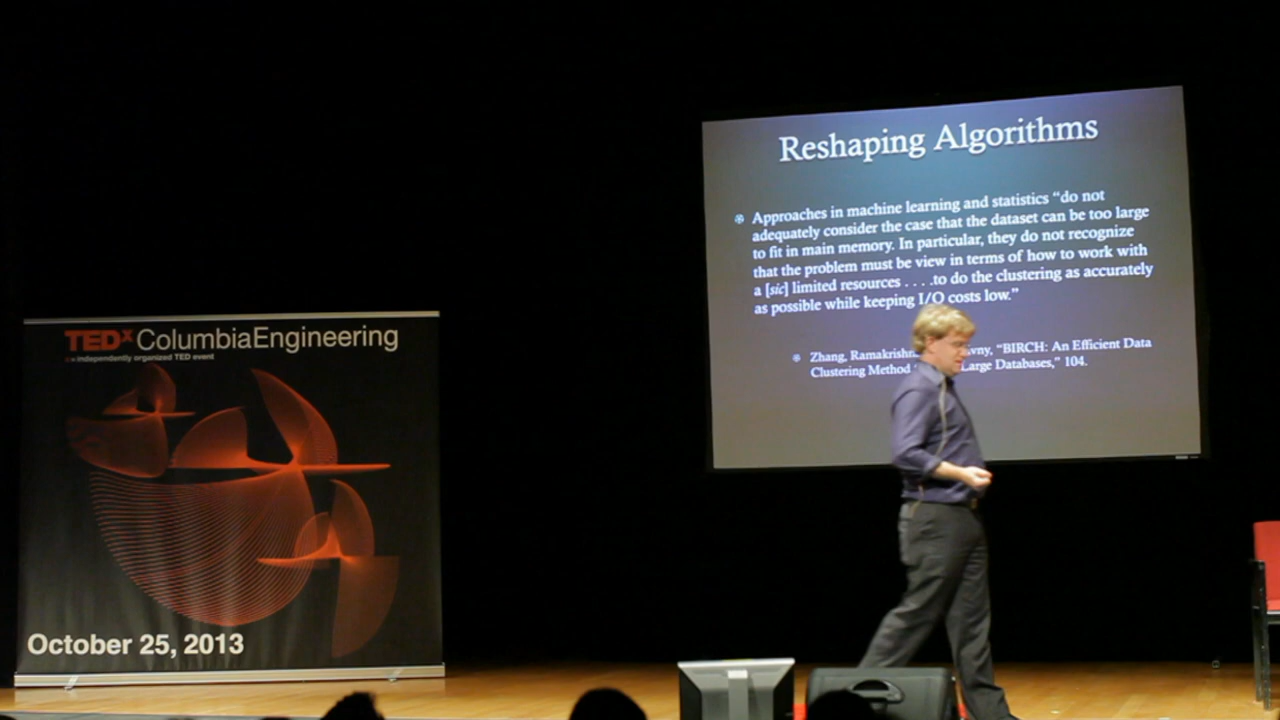 TEDx ColumbiaEngineering
x = independently organized TED event
October 25, 2013
Reshaping Algorithms
Approaches in machine learning and statistics “do not
adequately consider the case that the dataset can be too large
to fit in main memory. In particular, they do not recognize
that the problem must be view in terms of how to work with
a [sic] limited resources . . . .to do the clustering as accurately
as possible while keeping I/O costs low.”
Zhang, “BIRCH: An Efficient Data
Clustering Method Large Databases,” 104.